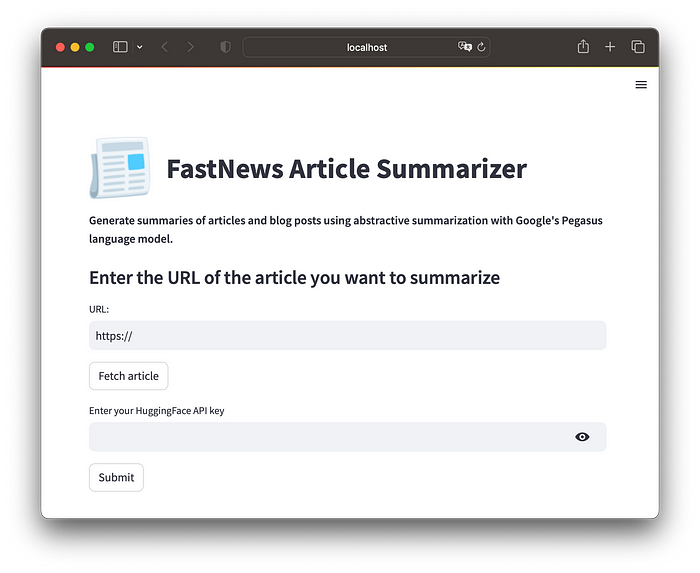 localhost
FastNews Article Summarizer
Generate summaries of articles and blog posts using abstractive summarization with Google's Pegasus
language model.
Enter the URL of the article you want to summarize
URL:
https://
Fetch article
Enter your HuggingFace API key
Submit